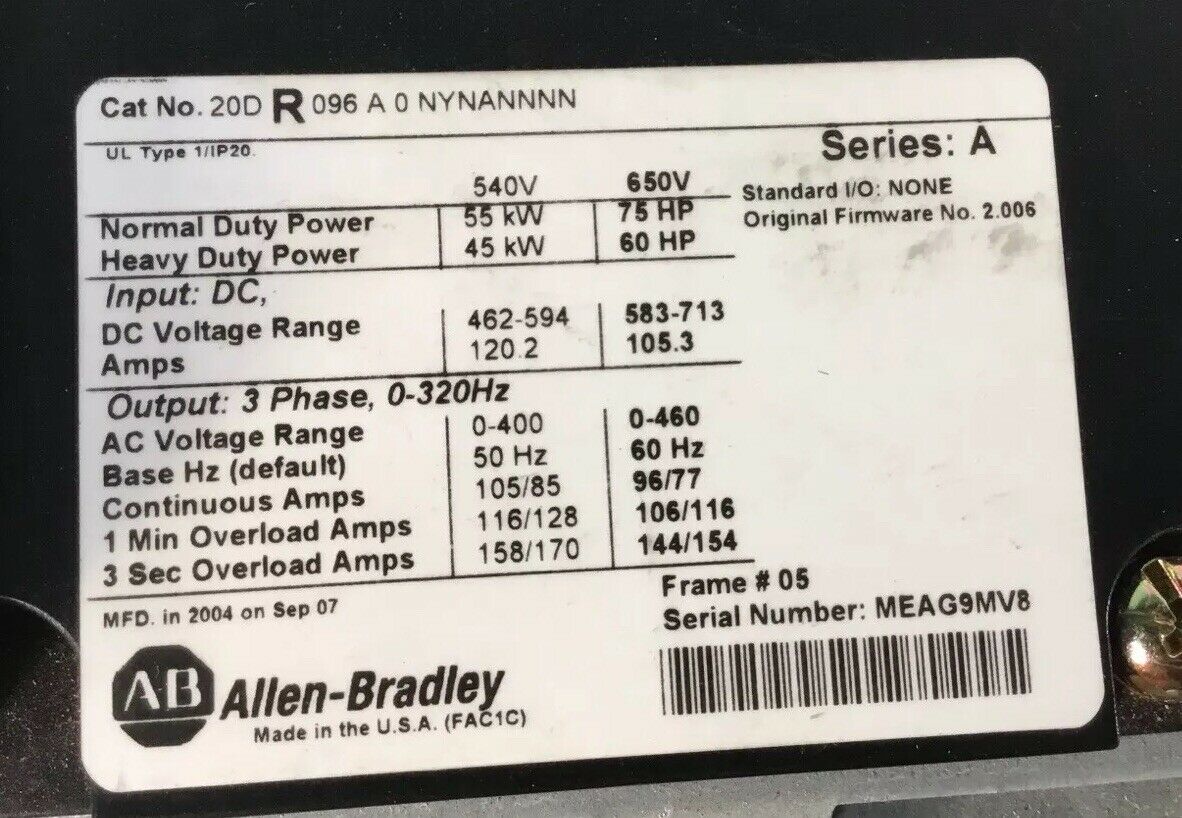 Cat No. 20D R 096 A 0 NYNANNNN
UL Type 1/IP20.
Series: A
540V 650V
Standard I/O: NONE
Original Firmware No. 2.006
Normal Duty Power 55 kW 75 HP
Heavy Duty Power 45 kW 60 HP
Input: DC,
DC Voltage Range 462-594 583-713
Amps 120.2 105.3
Output: 3 Phase, 0-320Hz
AC Voltage Range 0-400 0-460
Base Hz (default) 50 Hz 60 Hz
Continuous Amps 105/85 96/77
1 Min Overload Amps 116/128 106/116
3 Sec Overload Amps 158/170 144/154
MFD. in 2004 on Sep 07
Frame # 05
Serial Number: MEAG9MV8
AB Allen-Bradley
Made in the U.S.A. (FAC1C)